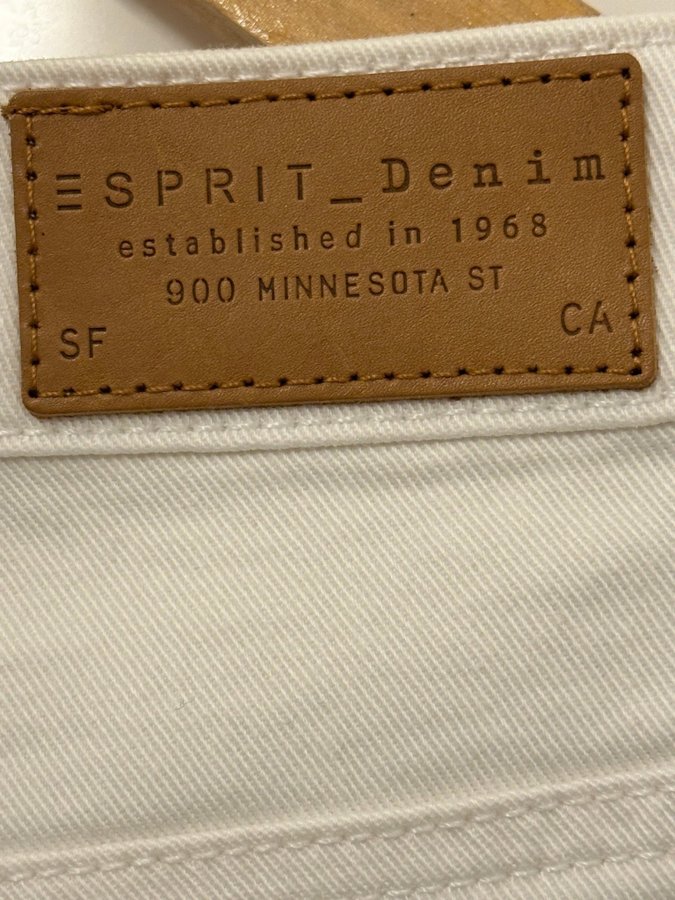 ESPRIT_Denim
established in 1968
900 MINNESOTA ST
SF CA